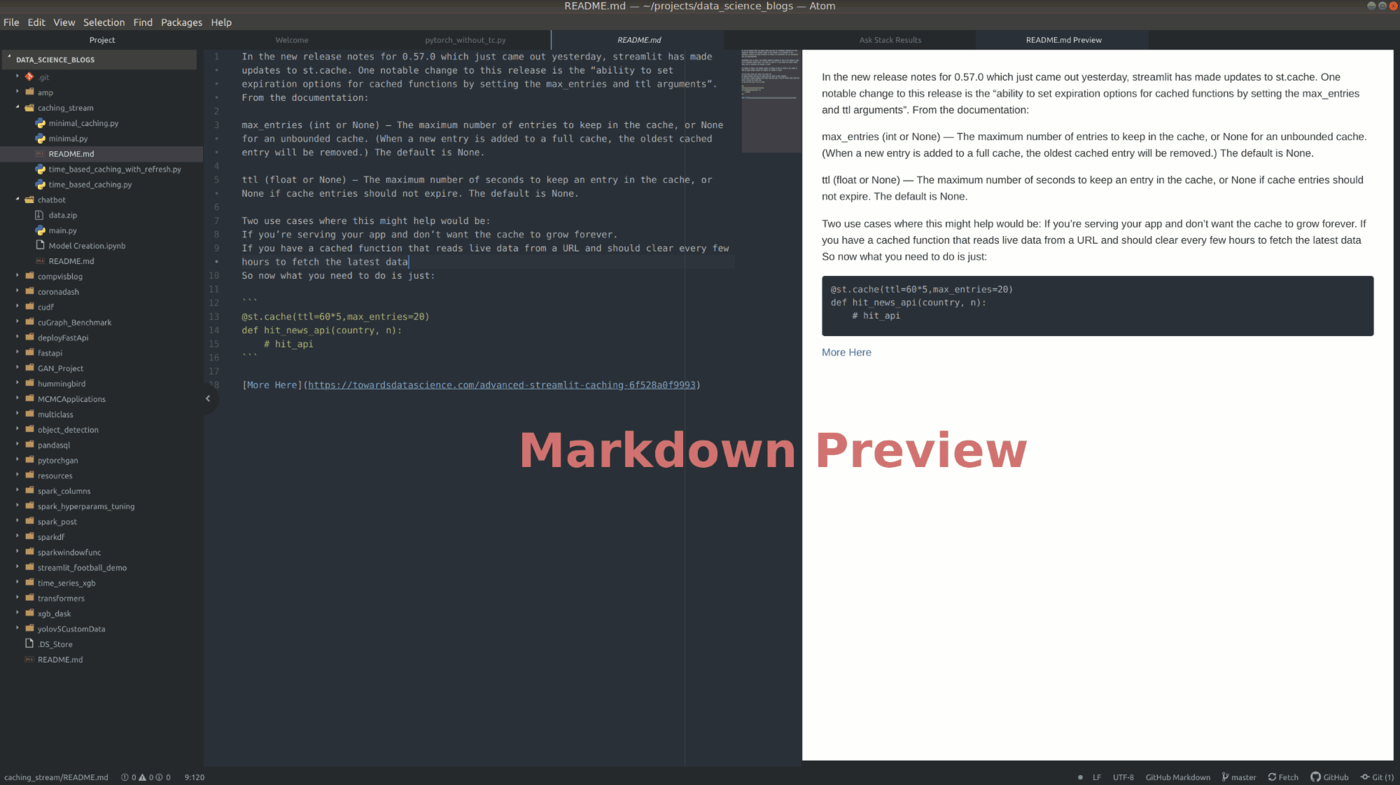 README.md — ~/projects/data_science_blogs — Atom
File Edit View Selection Find Packages Help
Project
Welcome
pytorch_without_tc.py
README.md
Ask Stack Results
README.md Preview
DATA_SCIENCE_BLOGS
.git
amp
caching_stream
minimal_caching.py
minimal.py
README.md
time_based_caching_with_refresh.py
time_based_caching.py
chatbot
data.zip
main.py
Model Creation.ipynb
README.md
compvisblog
coronadash
cudf
cuGraph_Benchmark
deployFastApi
fastapi
GAN_Project
hummingbird
MCMCApplications
multiclass
object_detection
pandasql
pytorchgan
resources
spark_columns
spark_hyperparams_tuning
spark_post
sparkdf
sparkwindowfunc
streamlit_football_demo
time_series_xgb
transformers
xgb_dask
yolov5CustomData
.DS_Store
README.md
1 In the new release notes for 0.57.0 which just came out yesterday, streamlit has made
• updates to st.cache. One notable change to this release is the “ability to set
• expiration options for cached functions by setting the max_entries and ttl arguments”.
• From the documentation:
2
3 max_entries (int or None) — The maximum number of entries to keep in the cache, or None
• for an unbounded cache. (When a new entry is added to a full cache, the oldest cached
• entry will be removed.) The default is None.
4
5 ttl (float or None) — The maximum number of seconds to keep an entry in the cache, or
• None if cache entries should not expire. The default is None.
6
7 Two use cases where this might help would be:
8 If you’re serving your app and don’t want the cache to grow forever.
9 If you have a cached function that reads live data from a URL and should clear every few
• hours to fetch the latest data
10 So now what you need to do is just:
11
12 ```
13 @st.cache(ttl=60*5,max_entries=20)
14 def hit_news_api(country, n):
15 # hit_api
16 ```
17
18 [More Here](https://towardsdatascience.com/advanced-streamlit-caching-6f528a0f9993)
In the new release notes for 0.57.0 which just came out yesterday, streamlit has made updates to st.cache. One
notable change to this release is the “ability to set expiration options for cached functions by setting the max_entries
and ttl arguments”. From the documentation:
max_entries (int or None) — The maximum number of entries to keep in the cache, or None for an unbounded cache.
(When a new entry is added to a full cache, the oldest cached entry will be removed.) The default is None.
ttl (float or None) — The maximum number of seconds to keep an entry in the cache, or None if cache entries should
not expire. The default is None.
Two use cases where this might help would be: If you’re serving your app and don’t want the cache to grow forever. If
you have a cached function that reads live data from a URL and should clear every few hours to fetch the latest data
So now what you need to do is just:
@st.cache(ttl=60*5,max_entries=20)
def hit_news_api(country, n):
# hit_api
More Here
Markdown Preview
caching_stream/README.md 0 0 0 9:120
LF UTF-8 GitHub Markdown master Fetch GitHub Git (1)